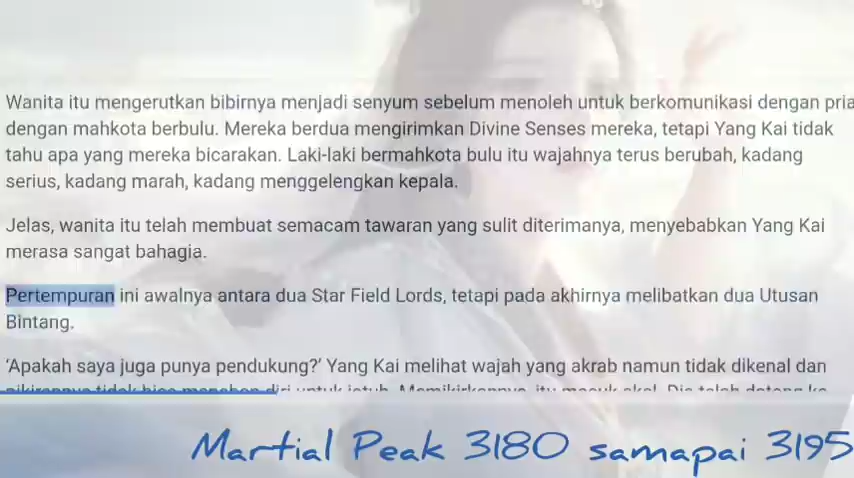 Wanita itu mengerutkan bibirnya menjadi senyum sebelum menoleh untuk berkomunikasi dengan pria
dengan mahkota berbulu. Mereka berdua mengirimkan Divine Senses mereka, tetapi Yang Kai tidak
tahu apa yang mereka bicarakan. Laki-laki bermahkota bulu itu wajahnya terus berubah, kadang
serius, kadang marah, kadang menggelengkan kepala.
Jelas, wanita itu telah membuat semacam tawaran yang sulit diterimanya, menyebabkan Yang Kai
merasa sangat bahagia.
Pertempuran ini awalnya antara dua Star Field Lords, tetapi pada akhirnya melibatkan dua Utusan
Bintang.
‘Apakah saya juga punya pendukung?’ Yang Kai melihat wajah yang akrab namun tidak dikenal dan
Martial Peak 3180 samapai 3195